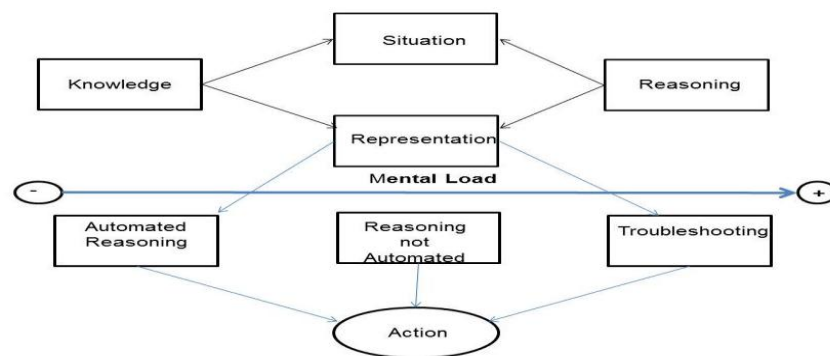 Situation
Knowledge
Reasoning
Representation
Mental Load
-
+
Automated
Reasoning
Reasoning
not
Automated
Troubleshooting
Action